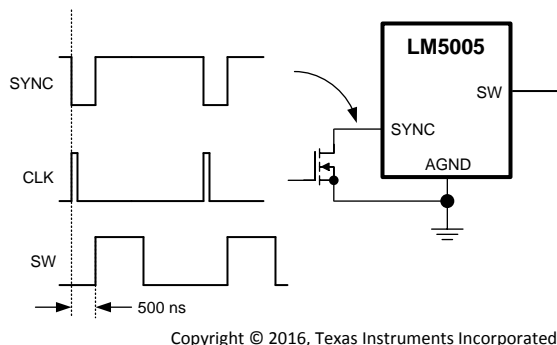 SYNC
CLK
SW
500 ns
LM5005
SW
SYNC
AGND
Copyright © 2016, Texas Instruments Incorporated